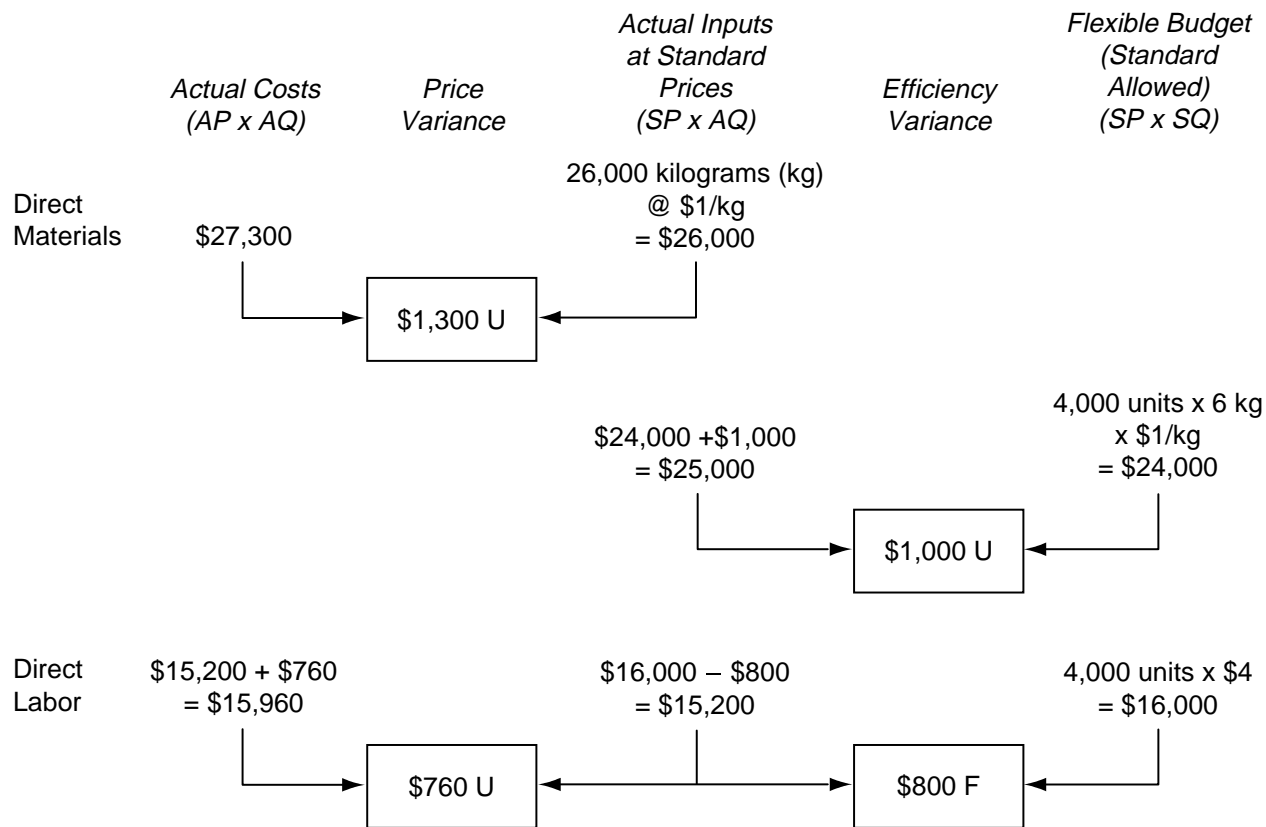 Actual Costs
(AP x AQ)
Price
Variance
Actual Inputs
at Standard
Prices
(SP x AQ)
Efficiency
Variance
Flexible Budget
(Standard
Allowed)
(SP x SQ)
Direct
Materials
$27,300
26,000 kilograms (kg)
@ $1/kg
= $26,000
$1,300 U
$24,000 +$1,000
= $25,000
4,000 units x 6 kg
x $1/kg
= $24,000
$1,000 U
Direct
Labor
$15,200 + $760
= $15,960
$16,000 – $800
= $15,200
4,000 units x $4
= $16,000
$760 U
$800 F